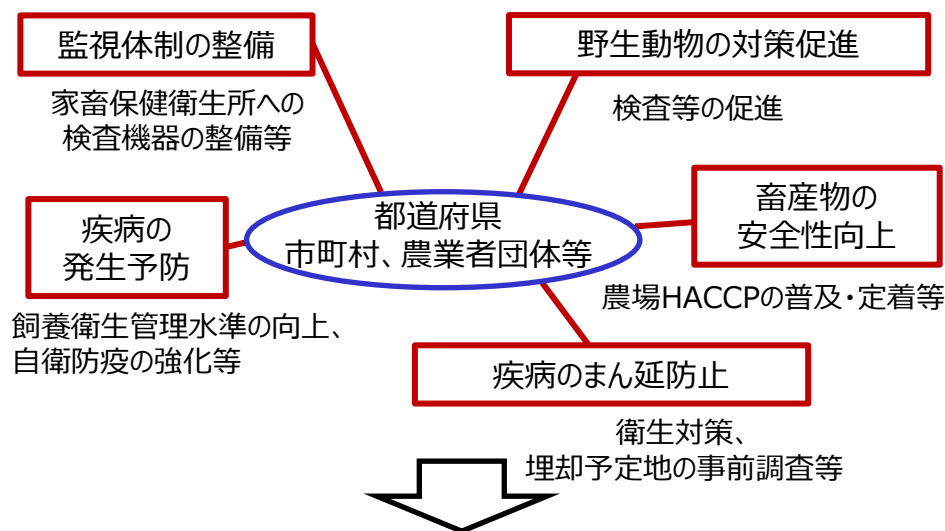 監視体制の整備
家畜保健衛生所への
検査機器の整備等
野生動物の対策促進
検査等の促進
都道府県
市町村、農業者団体等
疾病の
発生予防
飼養衛生管理水準の向上、
自衛防疫の強化等
畜産物の
安全性向上
農場HACCPの普及・定着等
疾病のまん延防止
衛生対策、
埋却予定地の事前調査等